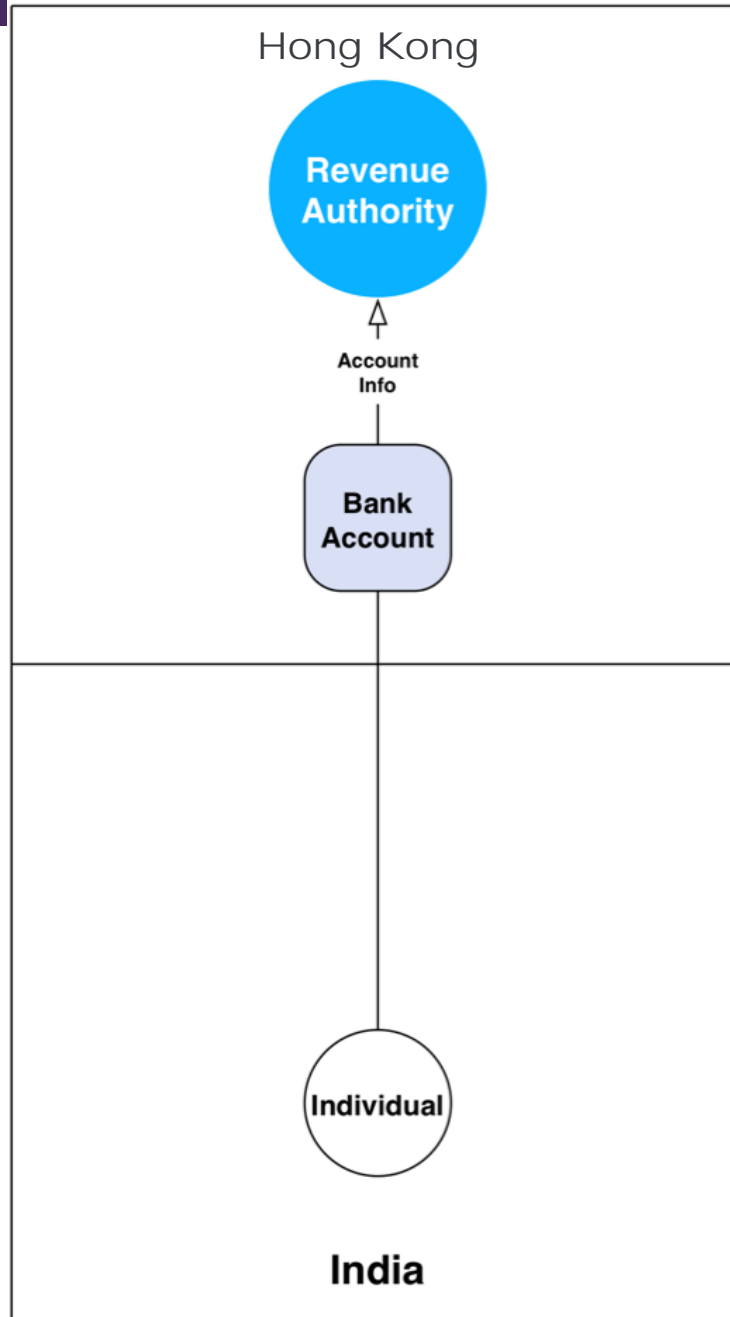 Hong Kong
Revenue
Authority
Account
Info
Bank
Account
Individual
India